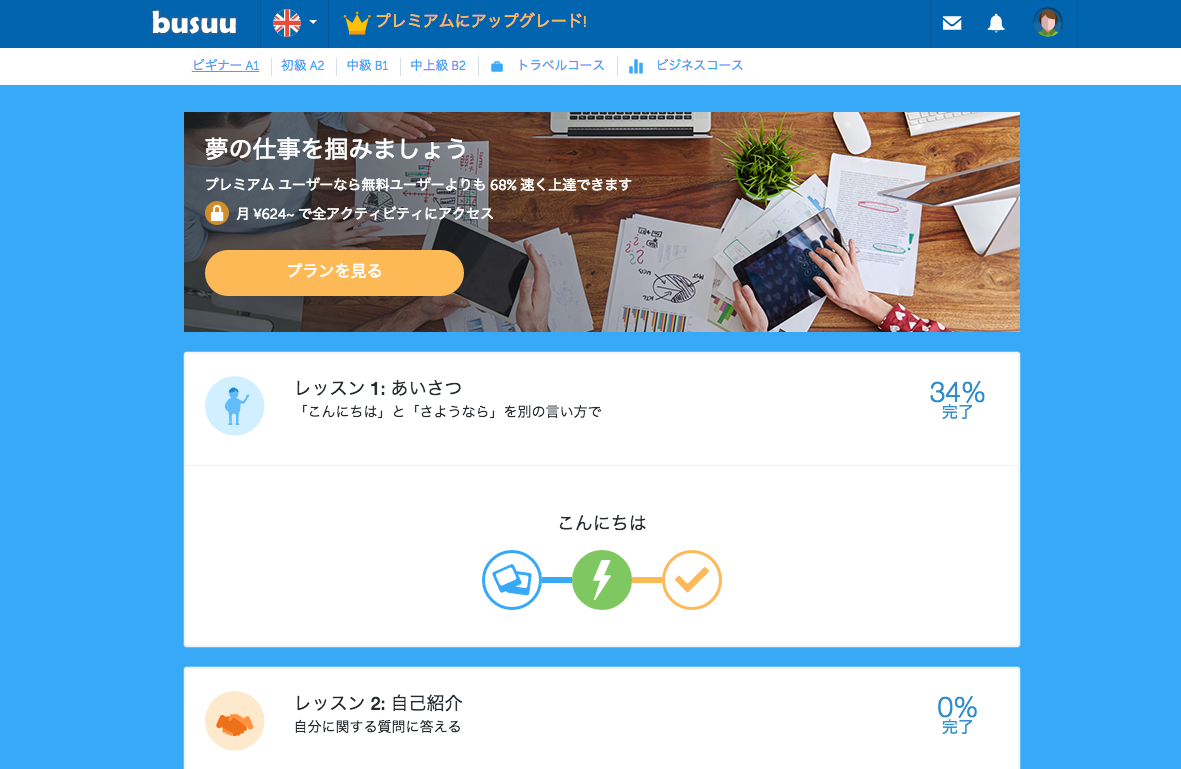 busuu
プレミアムにアップグレード!
ビギナー A1
初級 A2
中級 B1
中上級 B2
トラベルコース
ビジネスコース
夢の仕事を掴みましょう
プレミアム ユーザーなら無料ユーザーよりも 68% 速く上達できます
月 ¥624~ で全アクティビティにアクセス
プランを見る
レッスン 1: あいさつ
「こんにちは」と「さようなら」を別の言い方で
34%
完了
こんにちは
レッスン 2: 自己紹介
自分に関する質問に答える
0%
完了